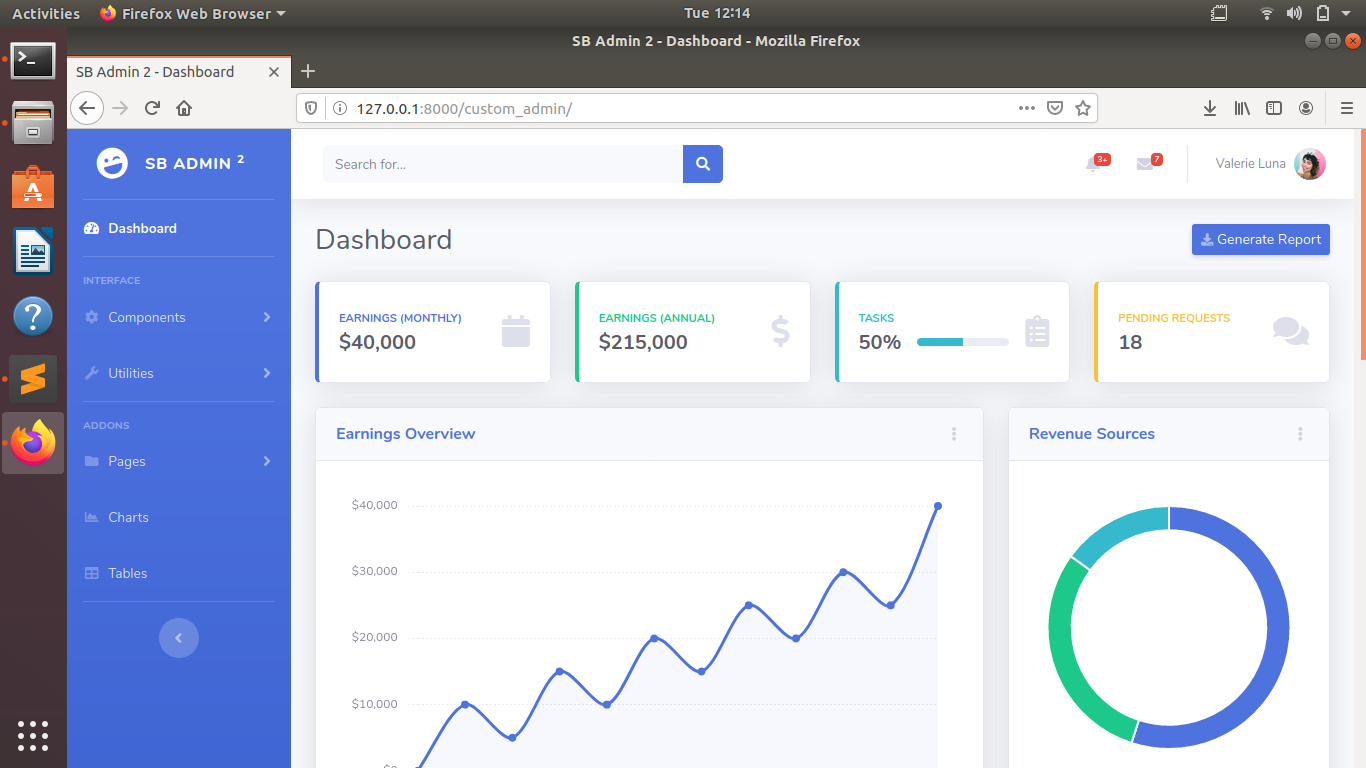 Activities Firefox Web Browser Tue 12:14
SB Admin 2 - Dashboard - Mozilla Firefox
SB Admin 2 - Dashboard
127.0.0.1:8000/custom_admin/
SB ADMIN 2
Search for...
3+ 7 Valerie Luna
Dashboard
INTERFACE
Components
Utilities
ADDONS
Pages
Charts
Tables
Dashboard
Generate Report
EARNINGS (MONTHLY)
$40,000
EARNINGS (ANNUAL)
$215,000
TASKS
50%
PENDING REQUESTS
18
Earnings Overview
$40,000
$30,000
$20,000
$10,000
$0
Revenue Sources